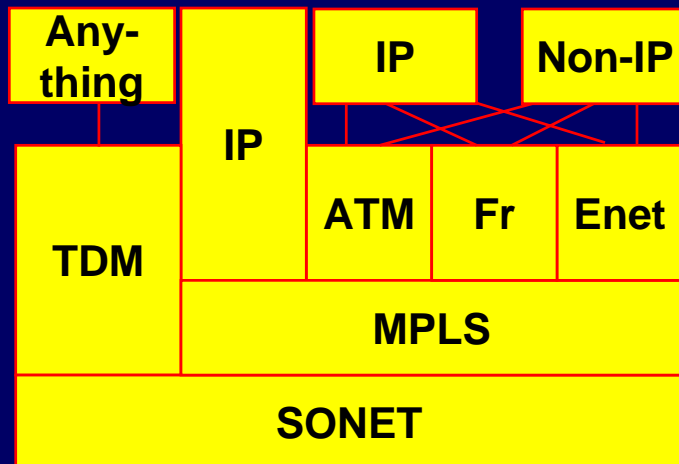 Any-
thing
IP
IP
Non-IP
TDM
ATM
Fr
Enet
MPLS
SONET